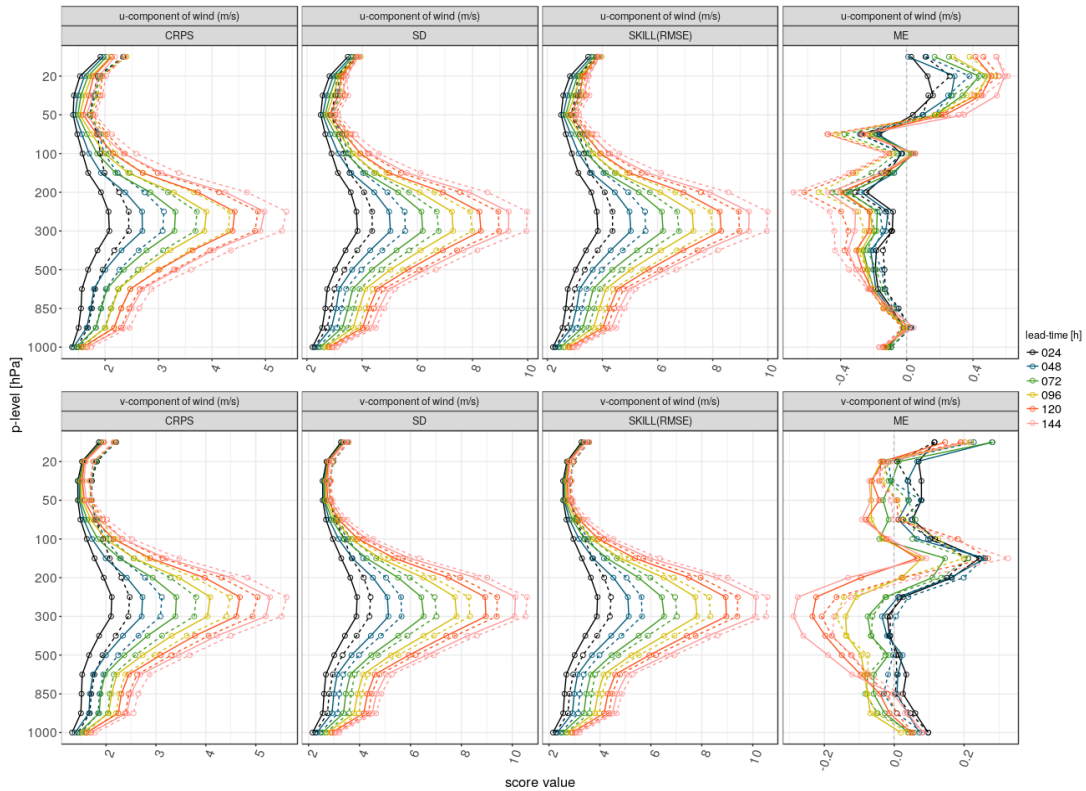 u-component of wind (m/s) u-component of wind (m/s) u-component of wind (m/s) u-component of wind (m/s)
CRPS SD SKILL(RMSE) ME
20
50
100
200
300
500
850
1000
2 3 4 5 2 4 6 8 10 2 4 6 8 10 -0.4 0.0 0.4
p-level [hPa]
lead-time [h]
024
048
072
096
120
144
v-component of wind (m/s) v-component of wind (m/s) v-component of wind (m/s) v-component of wind (m/s)
CRPS SD SKILL(RMSE) ME
20
50
100
200
300
500
850
1000
2 3 4 5 2 4 6 8 10 2 4 6 8 10 -0.2 0.0 0.2
score value